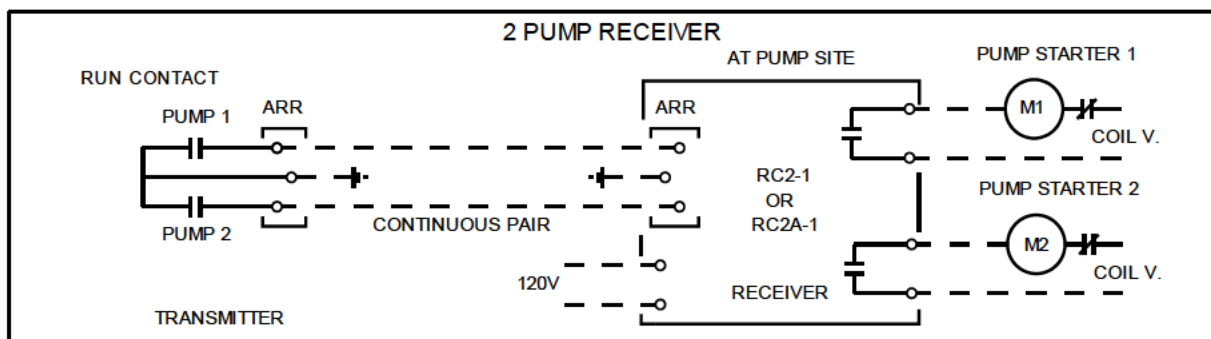 2 PUMP RECEIVER
RUN CONTACT
PUMP 1
ARR
PUMP 2
CONTINUOUS PAIR
TRANSMITTER
AT PUMP SITE
ARR
RC2-1
OR
RC2A-1
120V
RECEIVER
PUMP STARTER 1
M1
COIL V.
PUMP STARTER 2
M2
COIL V.